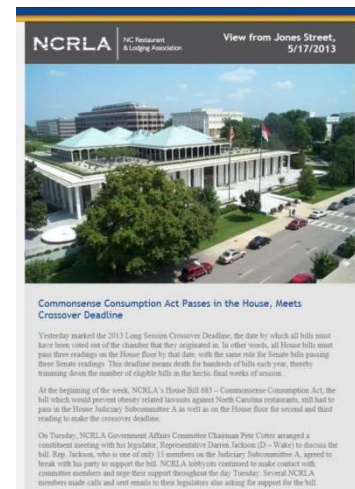 NCRLA
NC Restaurant
& Lodging Association
View from Jones Street,
5/17/2013
Commonsense Consumption Act Passes in the House, Meets
Crossover Deadline
Yesterday marked the 2013 Long Session Crossover Deadline, the date by which all bills must
have been voted out of the chamber that they originated in. In other words, all House bills must
pass three readings on the House floor by that date, with the same rule for Senate bills passing
three Senate readings. This deadline means death for hundreds of bills each year, thereby
trimming down the number of eligible bills in the hectic final weeks of session.
At the beginning of the week, NCRLA's House Bill 683 – Commonsense Consumption Act, the
bill which would prevent obesity related lawsuits against North Carolina restaurants, still had to
pass in the House Judiciary Subcommittee A as well as on the House floor for second and third
reading to make the crossover deadline.
On Tuesday, NCRLA Government Affairs Committee Chairman Pete Cotter arranged a
constituent meeting with his legislator, Representative Darren Jackson (D – Wake) to discuss the
bill. Rep. Jackson, who is one of only 13 members on the Judiciary Subcommittee A, agreed to
break with his party to support the bill. NCRLA lobbyists continued to make contact with
committee members and urge their support throughout the day Tuesday. Several NCRLA
members made calls and sent emails to their legislators also asking for support for the bill.